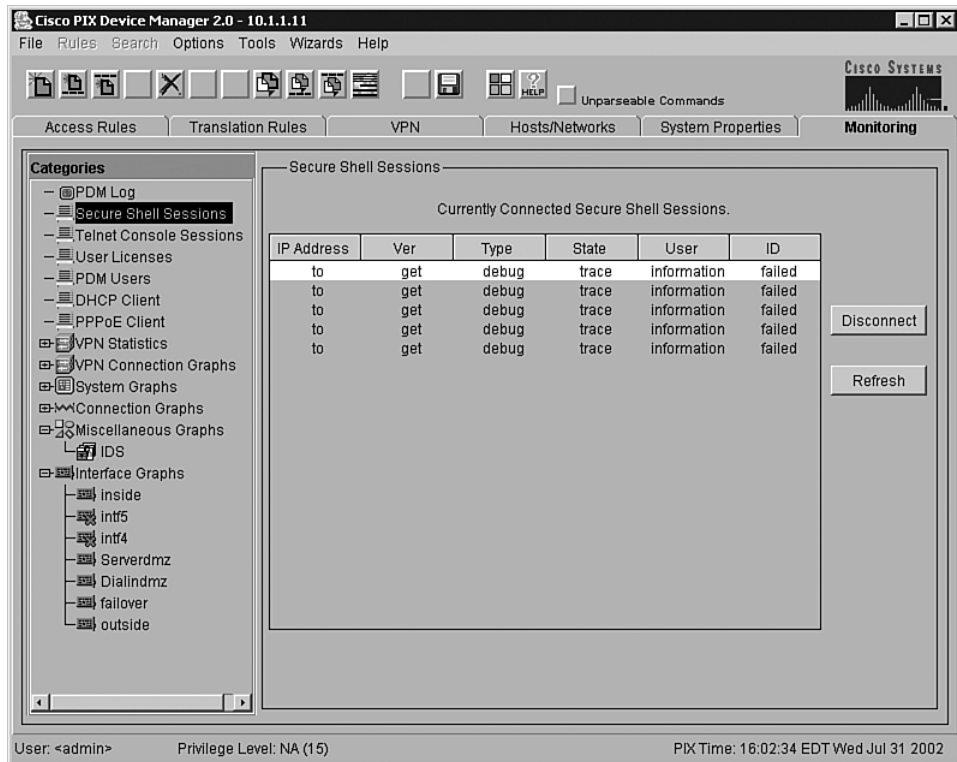 Cisco PIX Device Manager 2.0 - 10.1.1.11
File Rules Search Options Tools Wizards Help
HELP
Unparseable Commands
CISCO SYSTEMS
Access Rules Translation Rules VPN Hosts/Networks System Properties Monitoring
Categories
PDM Log
Secure Shell Sessions
Telnet Console Sessions
User Licenses
PDM Users
DHCP Client
PPPoE Client
VPN Statistics
VPN Connection Graphs
System Graphs
Connection Graphs
Miscellaneous Graphs
IDS
Interface Graphs
inside
intf5
intf4
Serverdmz
Dialindmz
failover
outside
Secure Shell Sessions
Currently Connected Secure Shell Sessions.
IP Address Ver Type State User ID
to get debug trace information failed
to get debug trace information failed
to get debug trace information failed
to get debug trace information failed
to get debug trace information failed
Disconnect
Refresh
User: <admin> Privilege Level: NA (15) PIX Time: 16:02:34 EDT Wed Jul 31 2002